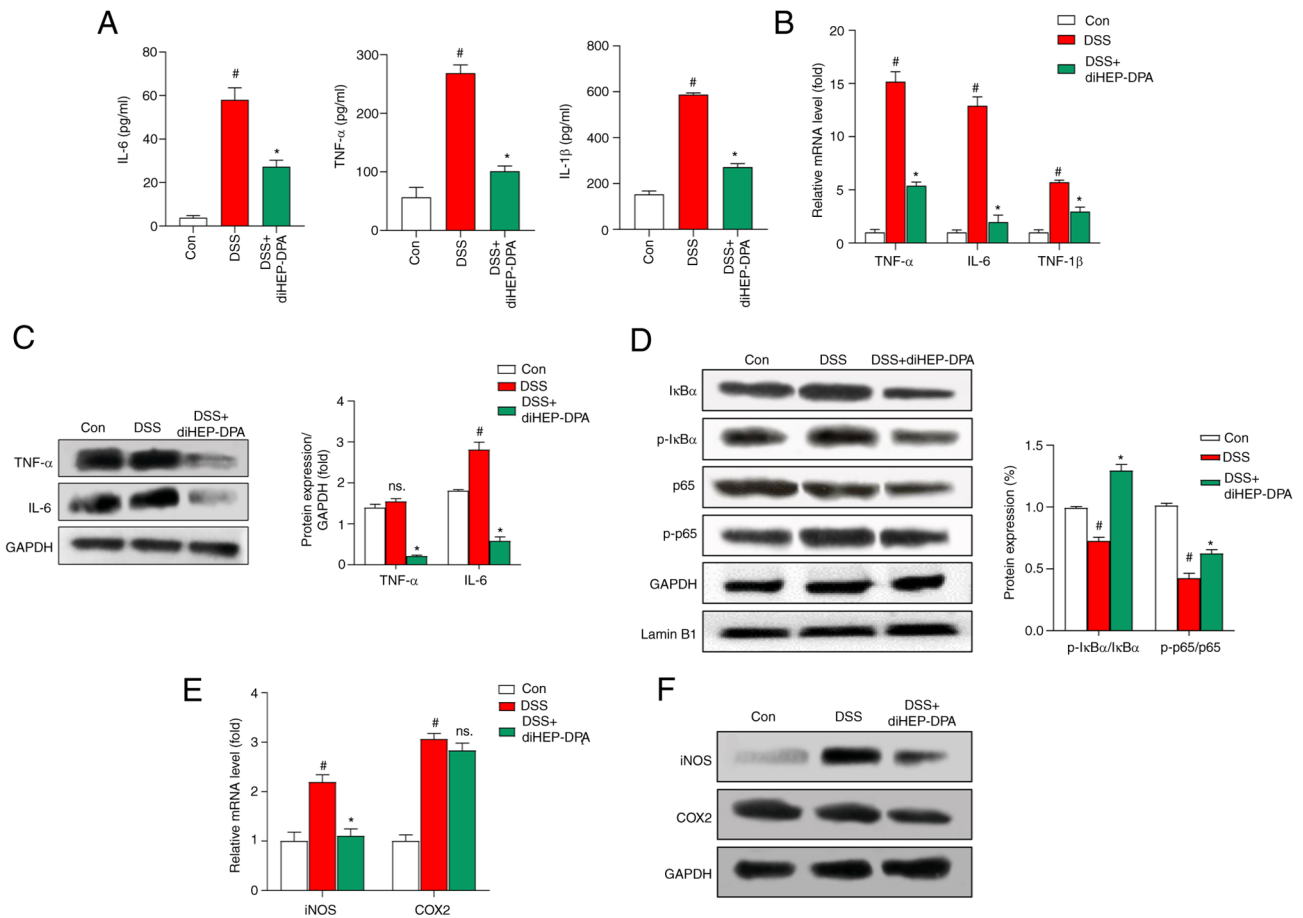 A
IL-6 (pg/ml)
80
60
40
20
0
Con
DSS
DSS+
diHEP-DPA
#
*
TNF-α (pg/ml)
300
200
100
0
Con
DSS
DSS+
diHEP-DPA
#
*
IL-1β (pg/ml)
800
600
400
200
0
Con
DSS
DSS+
diHEP-DPA
#
*
B
Con
DSS
DSS+
diHEP-DPA
Relative mRNA level (fold)
20
15
10
5
0
#
*
#
*
#
*
TNF-α IL-6 TNF-1β
C
Con DSS DSS+
diHEP-DPA
TNF-α
IL-6
GAPDH
Con
DSS
DSS+
diHEP-DPA
Protein expression/
GAPDH (fold)
4
3
2
1
0
ns.
*
#
*
TNF-α IL-6
D
Con DSS DSS+diHEP-DPA
IκBα
p-IκBα
p65
p-p65
GAPDH
Lamin B1
Con
DSS
DSS+
diHEP-DPA
Protein expression (%)
1.5
1.0
0.5
0.0
#
*
#
*
p-IκBα/IκBα p-p65/p65
E
Con
DSS
DSS+
diHEP-DPA
Relative mRNA level (fold)
4
3
2
1
0
#
*
#
ns.
iNOS COX2
F
Con DSS DSS+
diHEP-DPA
iNOS
COX2
GAPDH